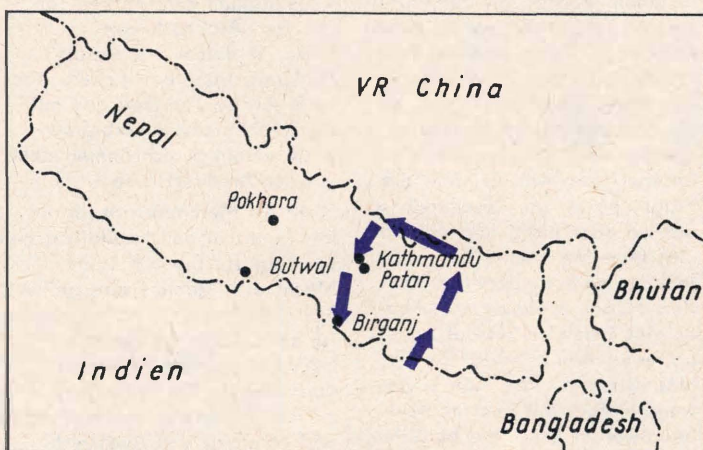 VR China
Nepal
Pokhara
Kathmandu
Patan
Butwal
Bhutan
Birganj
Indien
Bangladesh